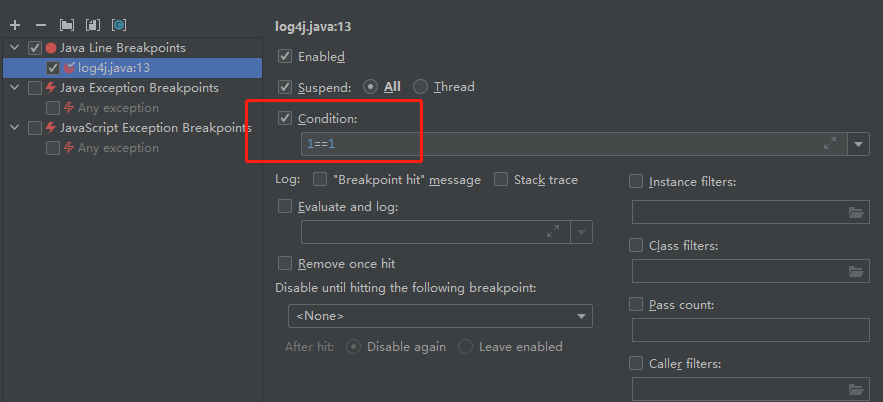 log4j.java:13
Java Line Breakpoints
log4j.java:13
Java Exception Breakpoints
Any exception
JavaScript Exception Breakpoints
Any exception
Enabled
Suspend: All Thread
Condition:
1==1
Log: "Breakpoint hit" message Stack trace
Evaluate and log:
Remove once hit
Disable until hitting the following breakpoint:
<None>
After hit: Disable again Leave enabled
Instance filters:
Class filters:
Pass count:
Caller filters: